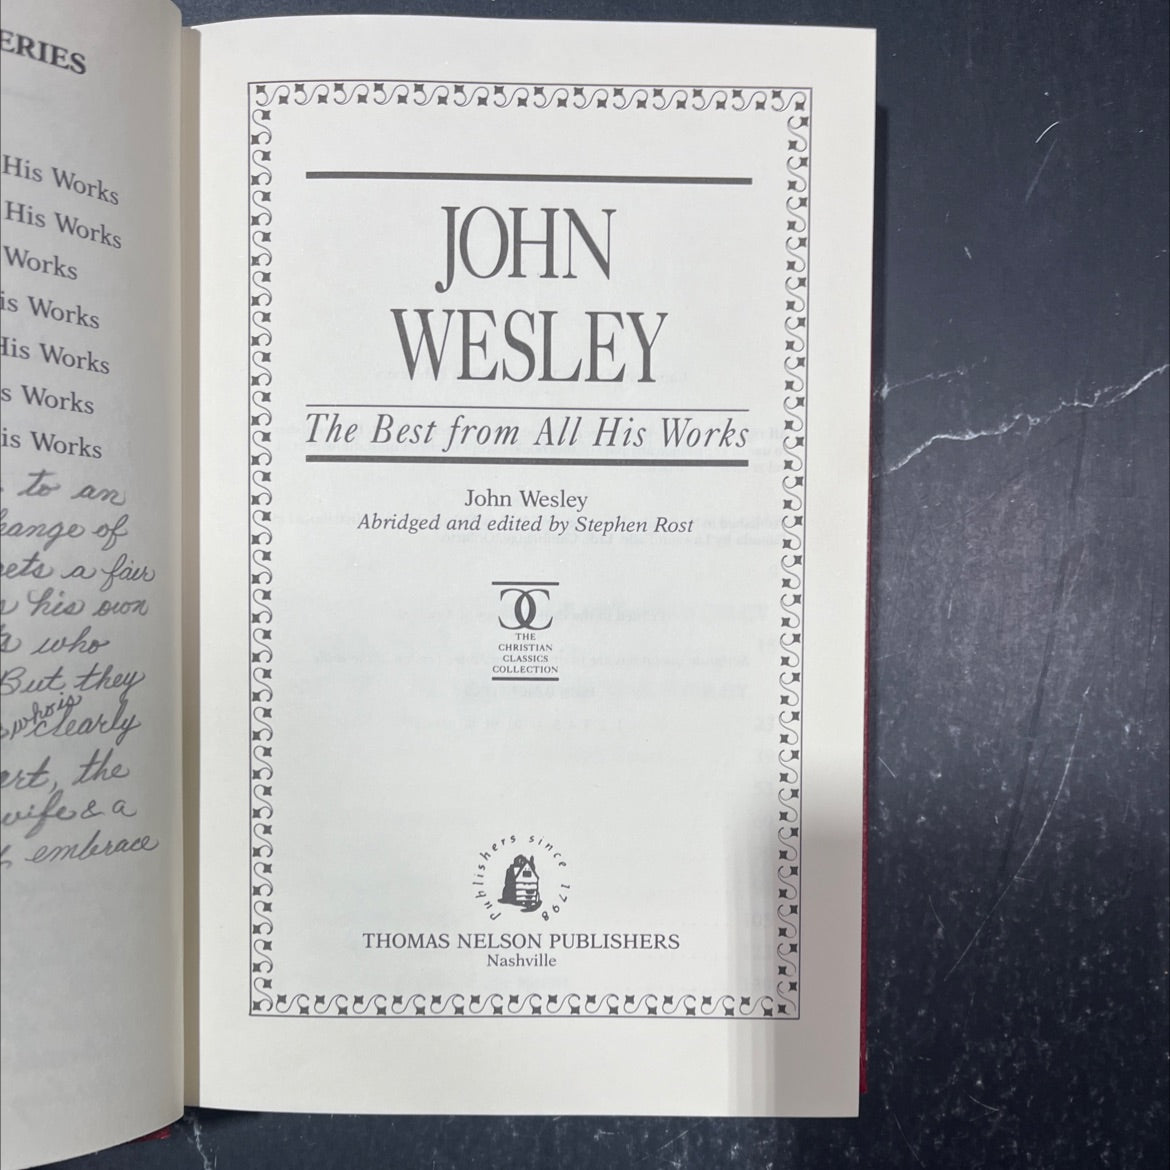 ERIES
His Works
His Works
Works
is Works
His Works
s Works
is Works
to an
hange of
ets a fair
his own
who
But they
who is
clearly
ert, the
wife & a
embrace
JOHN
WESLEY
The Best from All His Works
John Wesley
Abridged and edited by Stephen Rost
THE
CHRISTIAN
CLASSICS
COLLECTION
Publishers since 1798
THOMAS NELSON PUBLISHERS
Nashville